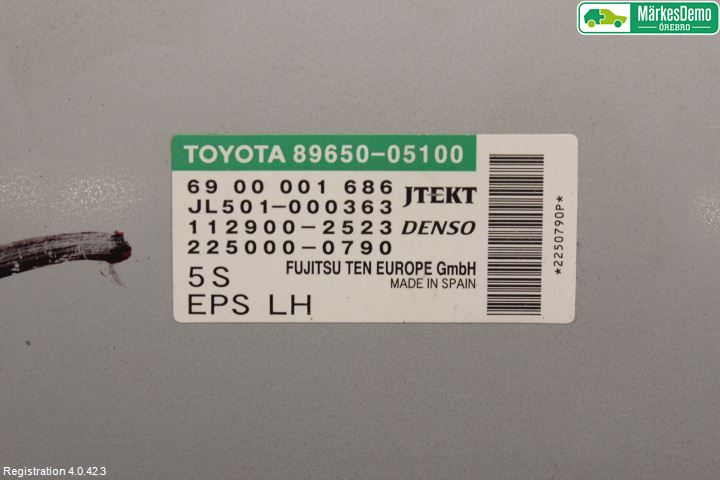 MärkesDemo
ÖREBRO
TOYOTA 89650-05100
69 00 001 686 JTEKT
JL501-000363
112900-2523 DENSO
225000-0790
5S FUJITSU TEN EUROPE GmbH
MADE IN SPAIN
EPS LH
*2250790P*
Registration 4.0.42.3